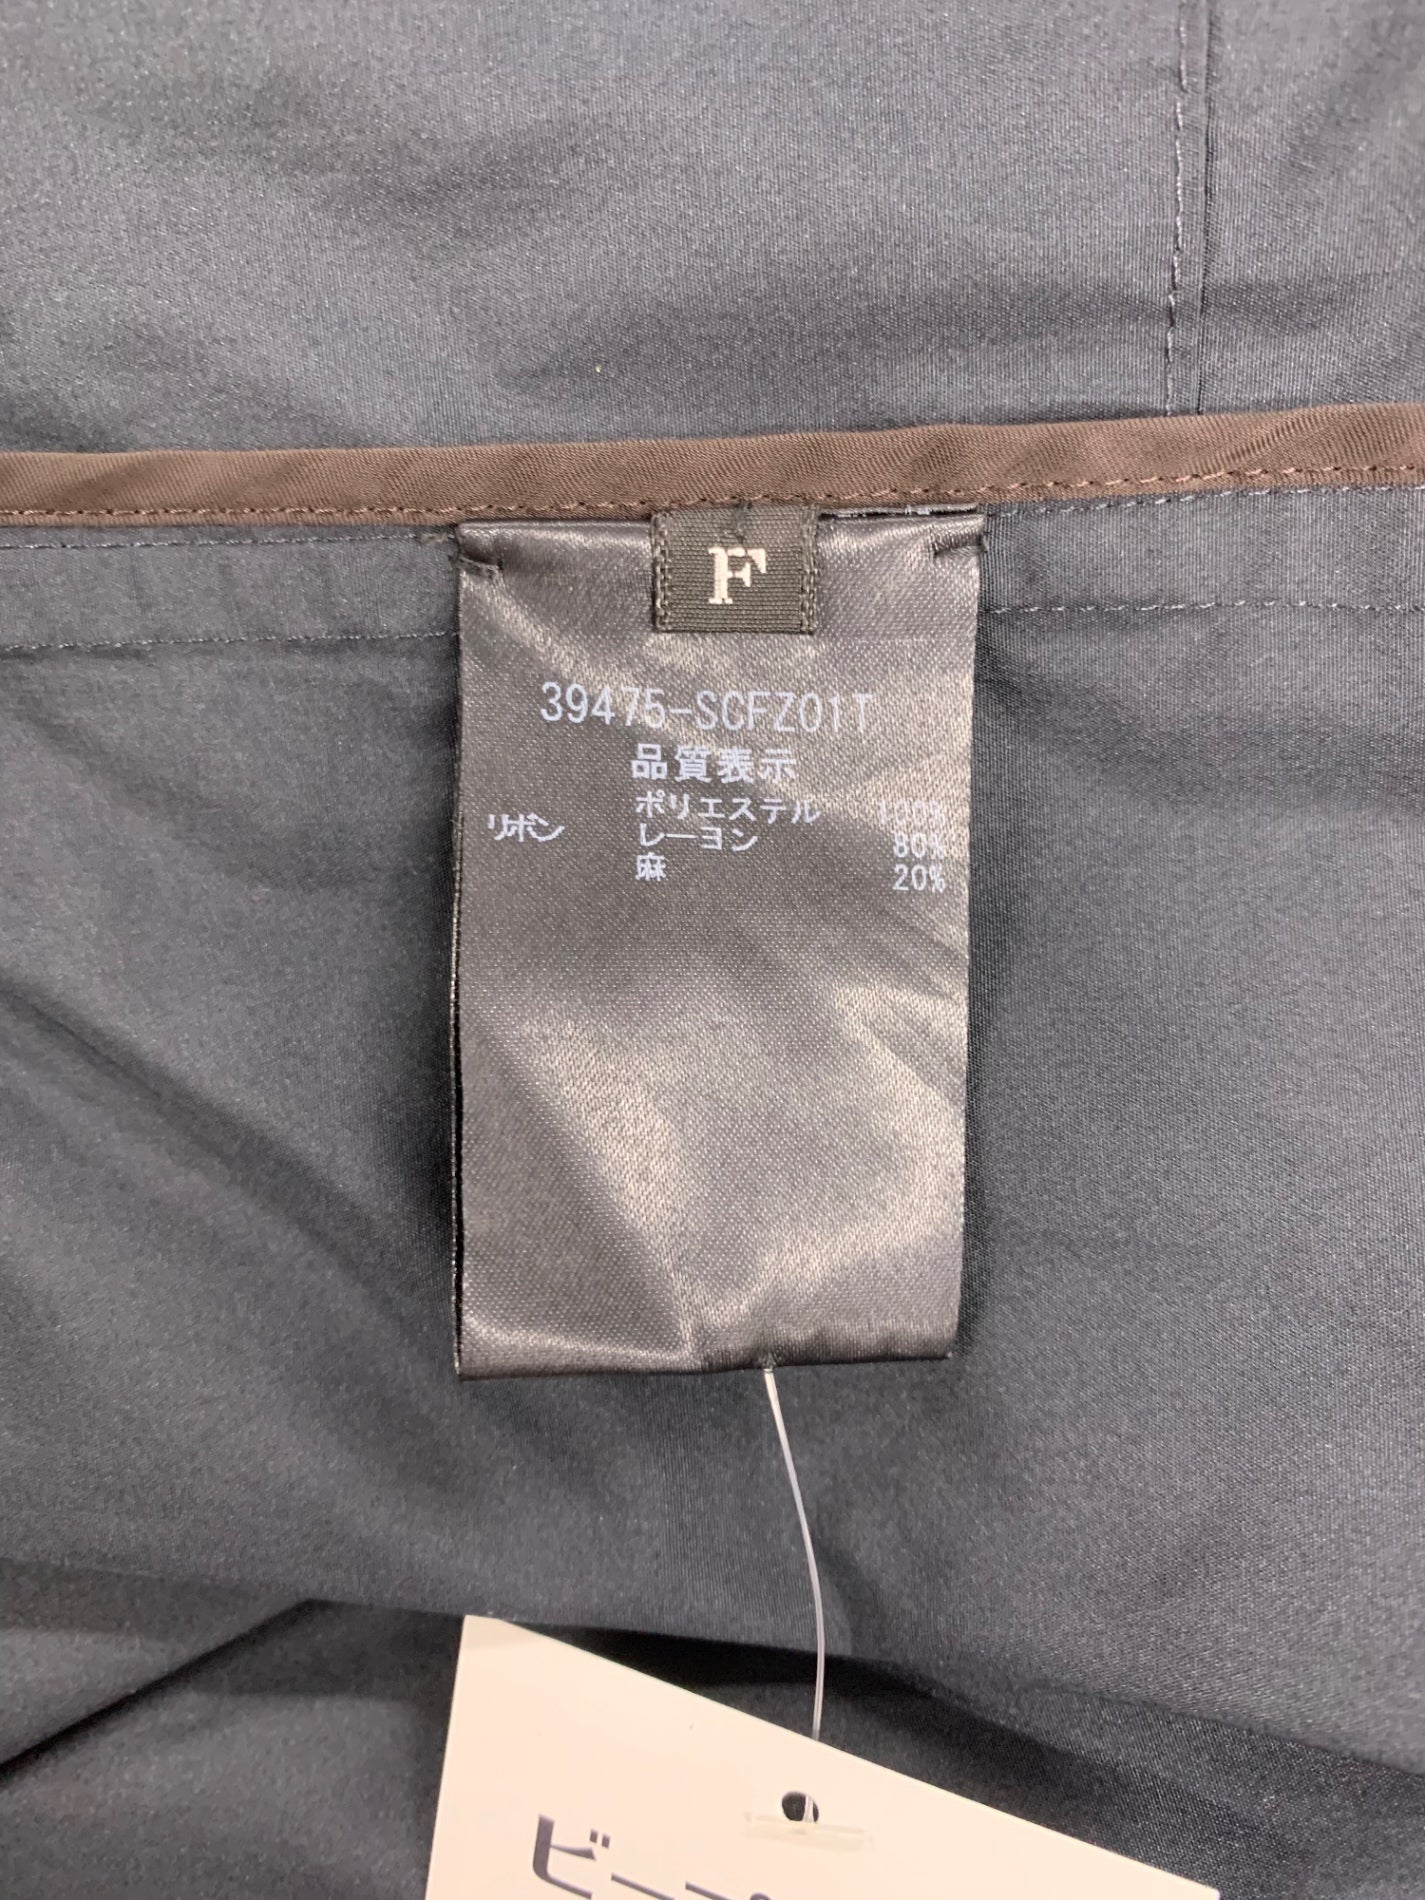 F
39475-SCFZ01T
品質表示
ポリエステル 100%
リボン レーヨン 80%
麻 20%